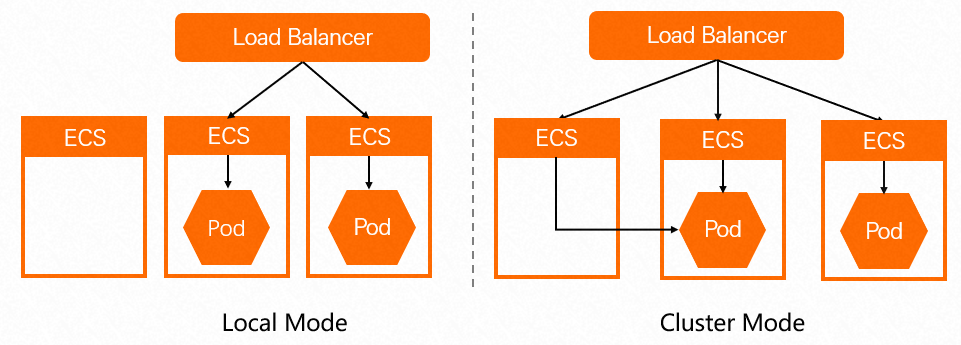 Load Balancer
ECS
ECS
ECS
Pod
Pod
Local Mode
Load Balancer
ECS
ECS
ECS
Pod
Pod
Cluster Mode